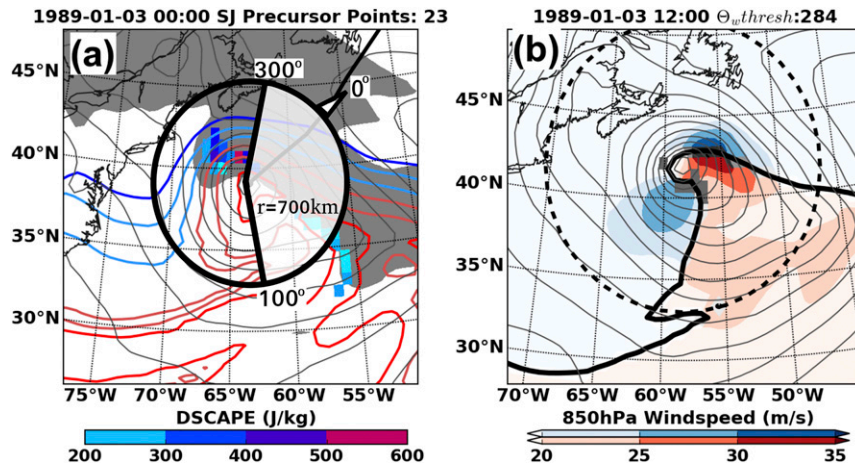 1989-01-03 00:00 SJ Precursor Points: 23
(a)
300°
0°
r=700km
100°
45°N
40°N
35°N
30°N
75°W 70°W 65°W 60°W 55°W
DSCAPE (J/kg)
200 300 400 500 600
1989-01-03 12:00 Θw thresh:284
(b)
45°N
40°N
35°N
30°N
70°W 65°W 60°W 55°W 50°W
850hPa Windspeed (m/s)
20 25 30 35